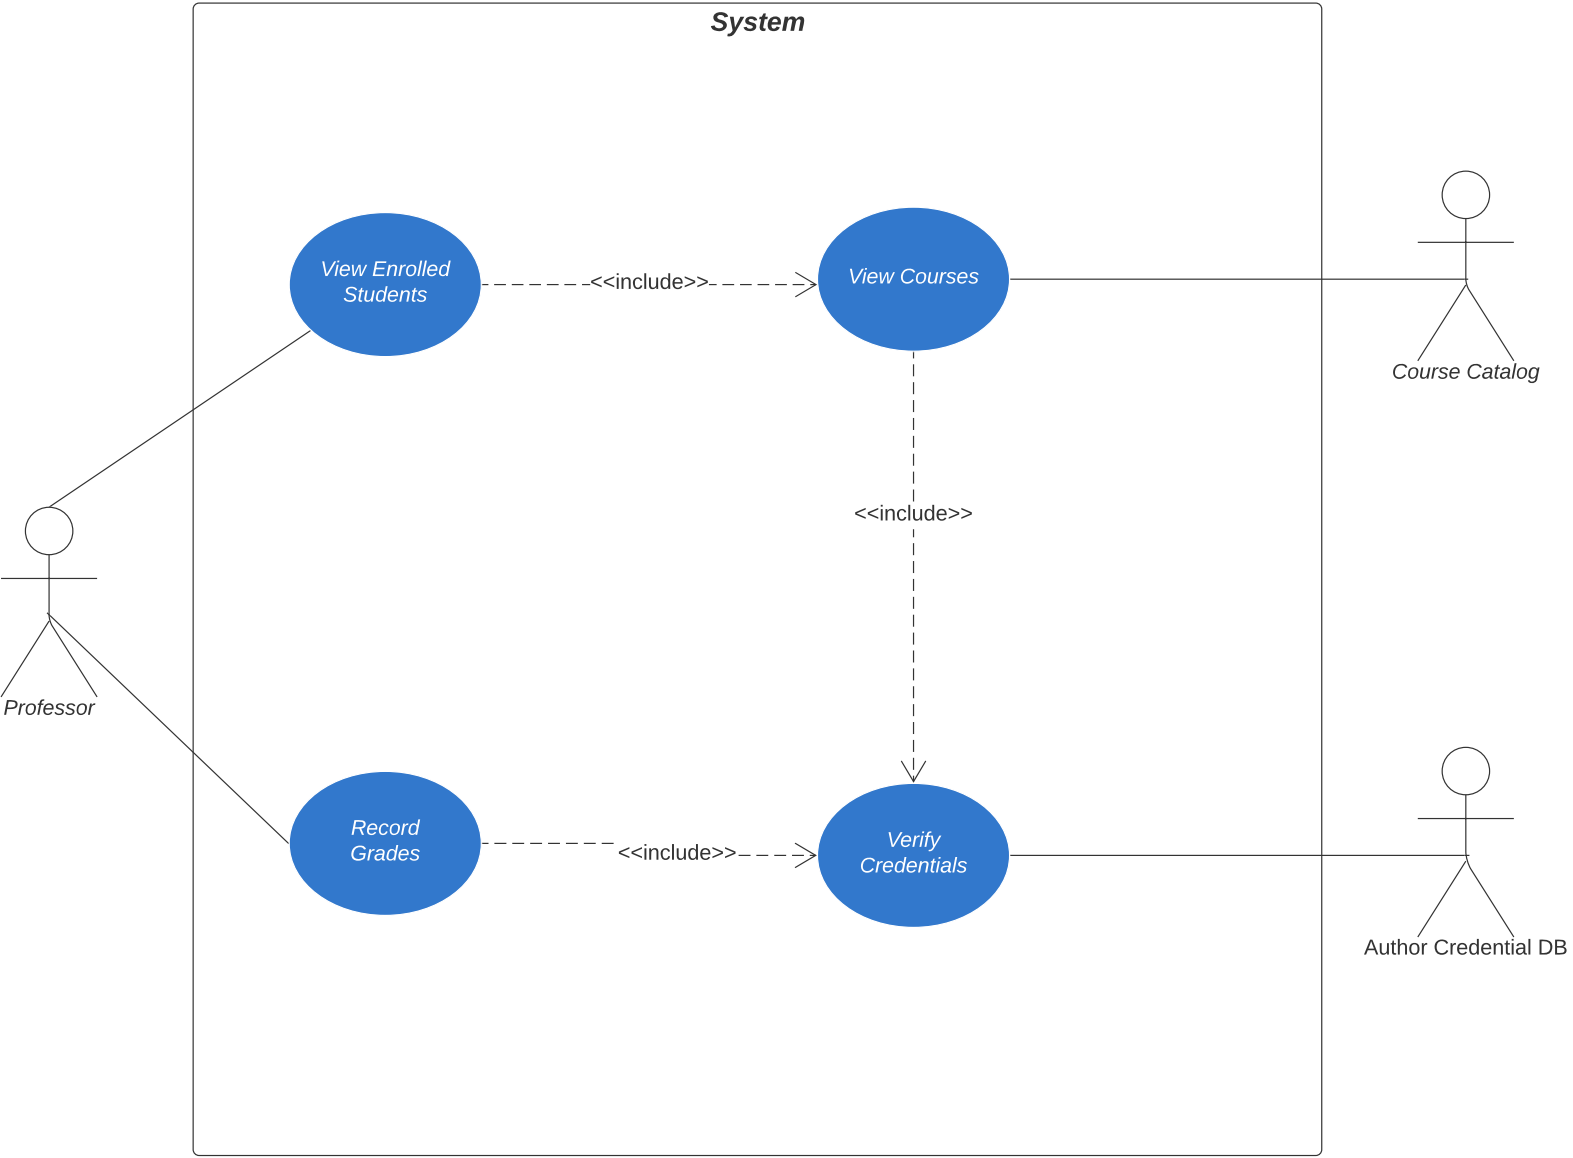 System
View Enrolled
Students
<<include>>
View Courses
Course Catalog
<<include>>
Professor
Record
Grades
<<include>>
Verify
Credentials
Author Credential DB